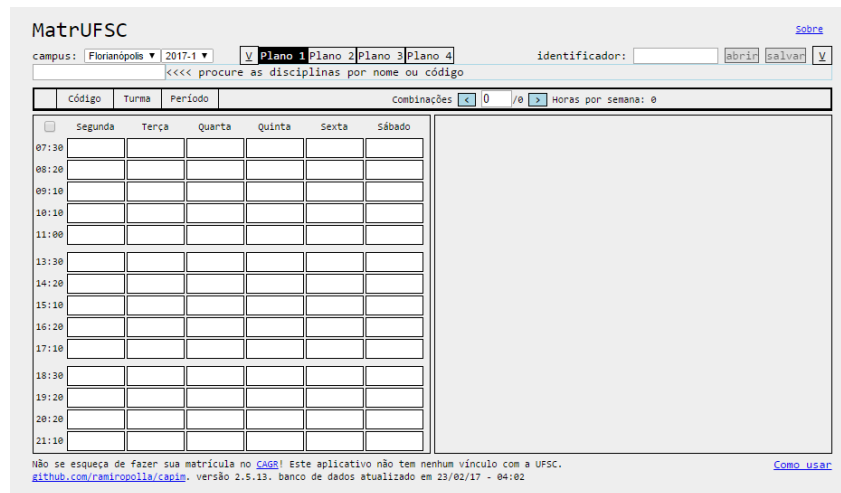 MatrUFSC
Sobre
campus: Florianópolis ▼ 2017-1 ▼ V Plano 1 Plano 2 Plano 3 Plano 4 identificador: abrir salvar V
<<<< procure as disciplinas por nome ou código
Código Turma Período Combinações < 0 /0 > Horas por semana: 0
Segunda Terça Quarta Quinta Sexta Sábado
07:30
08:20
09:10
10:10
11:00
13:30
14:20
15:10
16:20
17:10
18:30
19:20
20:20
21:10
Não se esqueça de fazer sua matrícula no CAGR! Este aplicativo não tem nenhum vínculo com a UFSC. Como usar
github.com/ramiropolla/capim. versão 2.5.13. banco de dados atualizado em 23/02/17 - 04:02